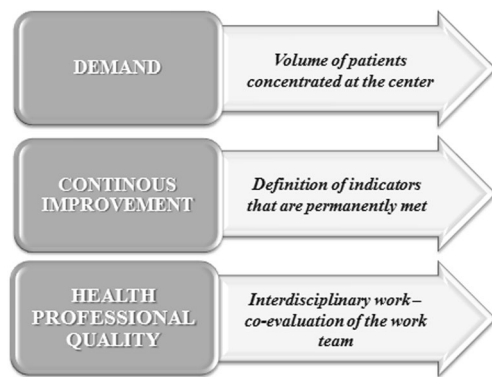 DEMAND
Volume of patients
concentrated at the center
CONTINOUS
IMPROVEMENT
Definition of indicators
that are permanently met
HEALTH
PROFESSIONAL
QUALITY
Interdisciplinary work–
co-evaluation of the work
team